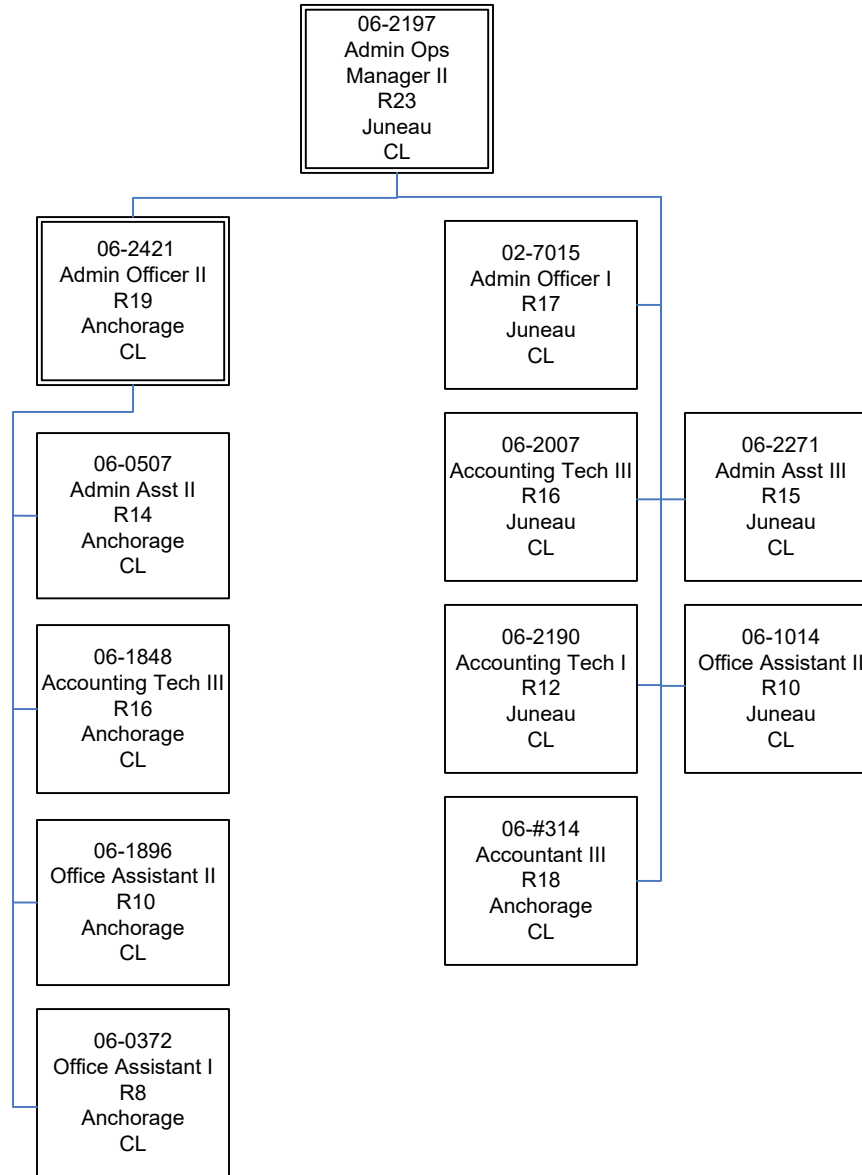 06-2197
Admin Ops
Manager II
R23
Juneau
CL
06-2421
Admin Officer II
R19
Anchorage
CL
06-0507
Admin Asst II
R14
Anchorage
CL
06-1848
Accounting Tech III
R16
Anchorage
CL
06-1896
Office Assistant II
R10
Anchorage
CL
06-0372
Office Assistant I
R8
Anchorage
CL
02-7015
Admin Officer I
R17
Juneau
CL
06-2007
Accounting Tech III
R16
Juneau
CL
06-2271
Admin Asst III
R15
Juneau
CL
06-2190
Accounting Tech I
R12
Juneau
CL
06-1014
Office Assistant II
R10
Juneau
CL
06-#314
Accountant III
R18
Anchorage
CL